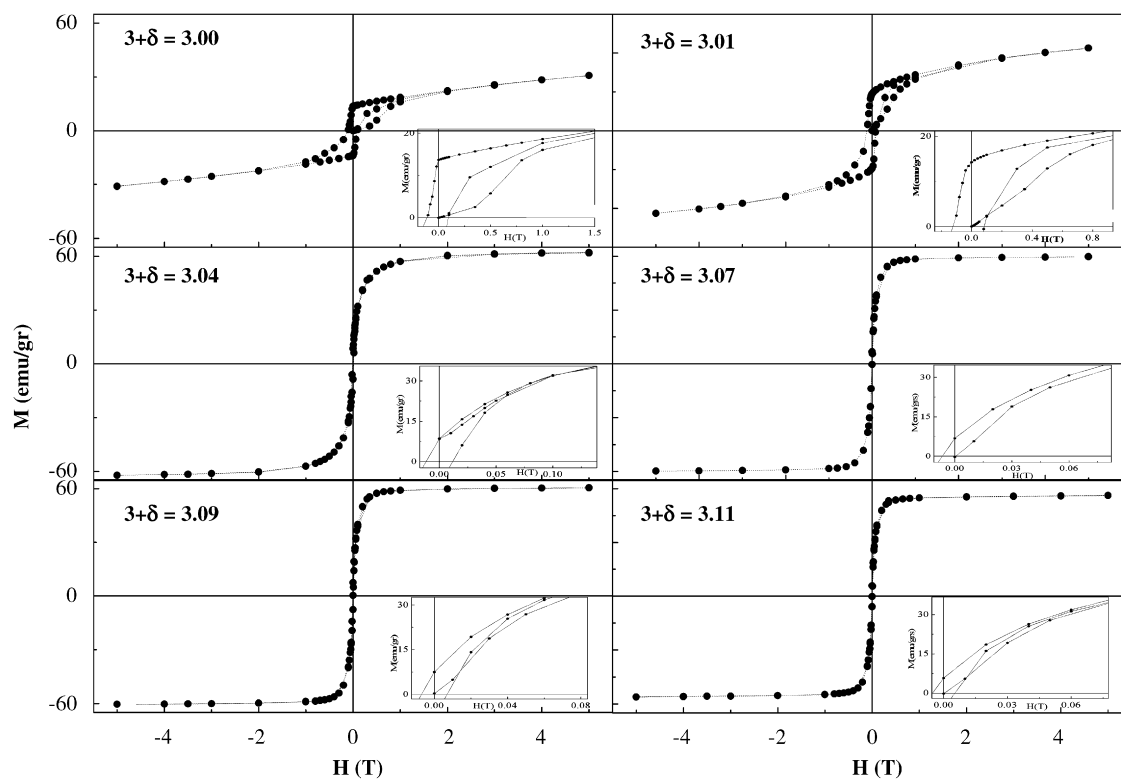 60
3+δ = 3.00
3+δ = 3.01
0
-60
20
10
0
M(emu/gr)
0.0
0.5
1.0
1.5
H(T)
20
10
0
M(emu/gr)
0.0
0.4
0.8
H(T)
60
3+δ = 3.04
3+δ = 3.07
0
-60
M (emu/gr)
30
15
0
M(emu/gr)
0.00
0.05
0.10
H(T)
30
15
0
M(emu/grs)
0.00
0.03
0.06
H(T)
60
3+δ = 3.09
3+δ = 3.11
0
-60
30
15
0
M(emu/gr)
0.00
0.04
0.08
H(T)
30
15
0
M(emu/grs)
0.00
0.03
0.06
H(T)
-4 -2 0 2 4
-4 -2 0 2 4
H (T)
H (T)